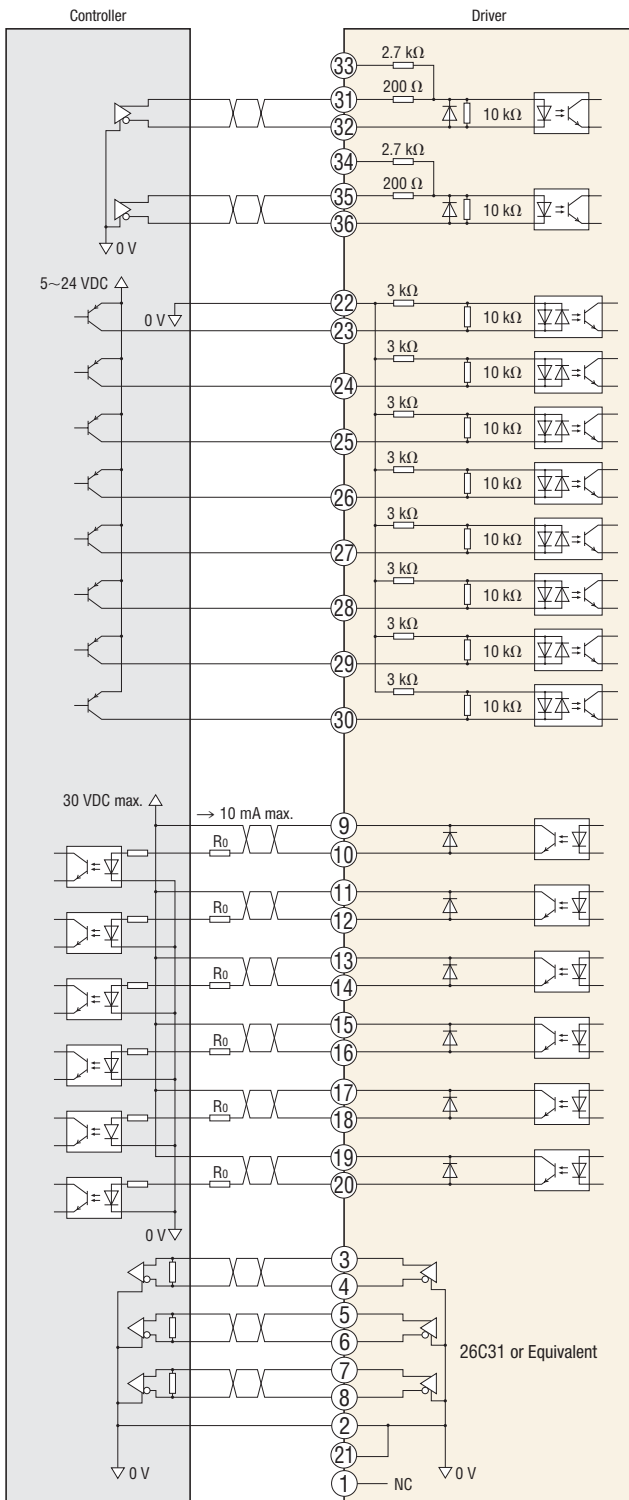 Controller
Driver
33
2.7 kΩ
31
200 Ω
32
10 kΩ
34
2.7 kΩ
35
200 Ω
36
10 kΩ
0 V
5~24 VDC
0 V
22
3 kΩ
23
10 kΩ
3 kΩ
24
10 kΩ
3 kΩ
25
10 kΩ
3 kΩ
26
10 kΩ
3 kΩ
27
10 kΩ
3 kΩ
28
10 kΩ
3 kΩ
29
10 kΩ
3 kΩ
30
10 kΩ
30 VDC max.
→ 10 mA max.
9
R0
10
11
R0
12
13
R0
14
15
R0
16
17
R0
18
19
R0
20
0 V
3
4
5
6
26C31 or Equivalent
7
8
2
21
0 V
0 V
1
NC